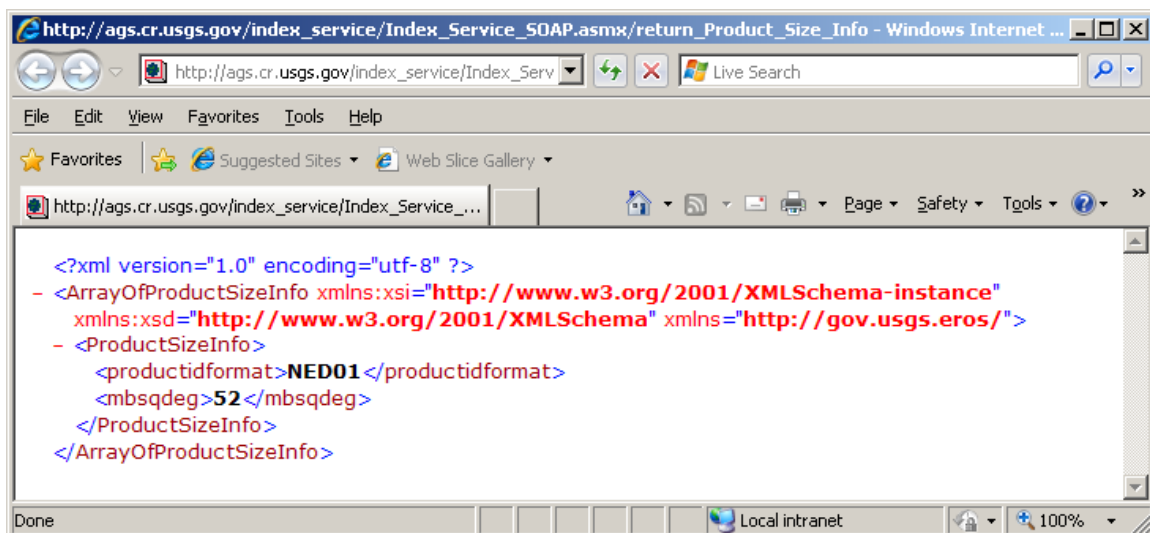 http://ags.cr.usgs.gov/index_service/Index_Service_SOAP.asmx/return_Product_Size_Info - Windows Internet ...
http://ags.cr.usgs.gov/index_service/Index_Serv Live Search
File Edit View Favorites Tools Help
Favorites Suggested Sites Web Slice Gallery
http://ags.cr.usgs.gov/index_service/Index_Service_... Page Safety Tools »
<?xml version="1.0" encoding="utf-8" ?>
- <ArrayOfProductSizeInfo xmlns:xsi="http://www.w3.org/2001/XMLSchema-instance"
xmlns:xsd="http://www.w3.org/2001/XMLSchema" xmlns="http://gov.usgs.eros/">
- <ProductSizeInfo>
<productidformat>NED01</productidformat>
<mbsqdeg>52</mbsqdeg>
</ProductSizeInfo>
</ArrayOfProductSizeInfo>
Done Local intranet 100%